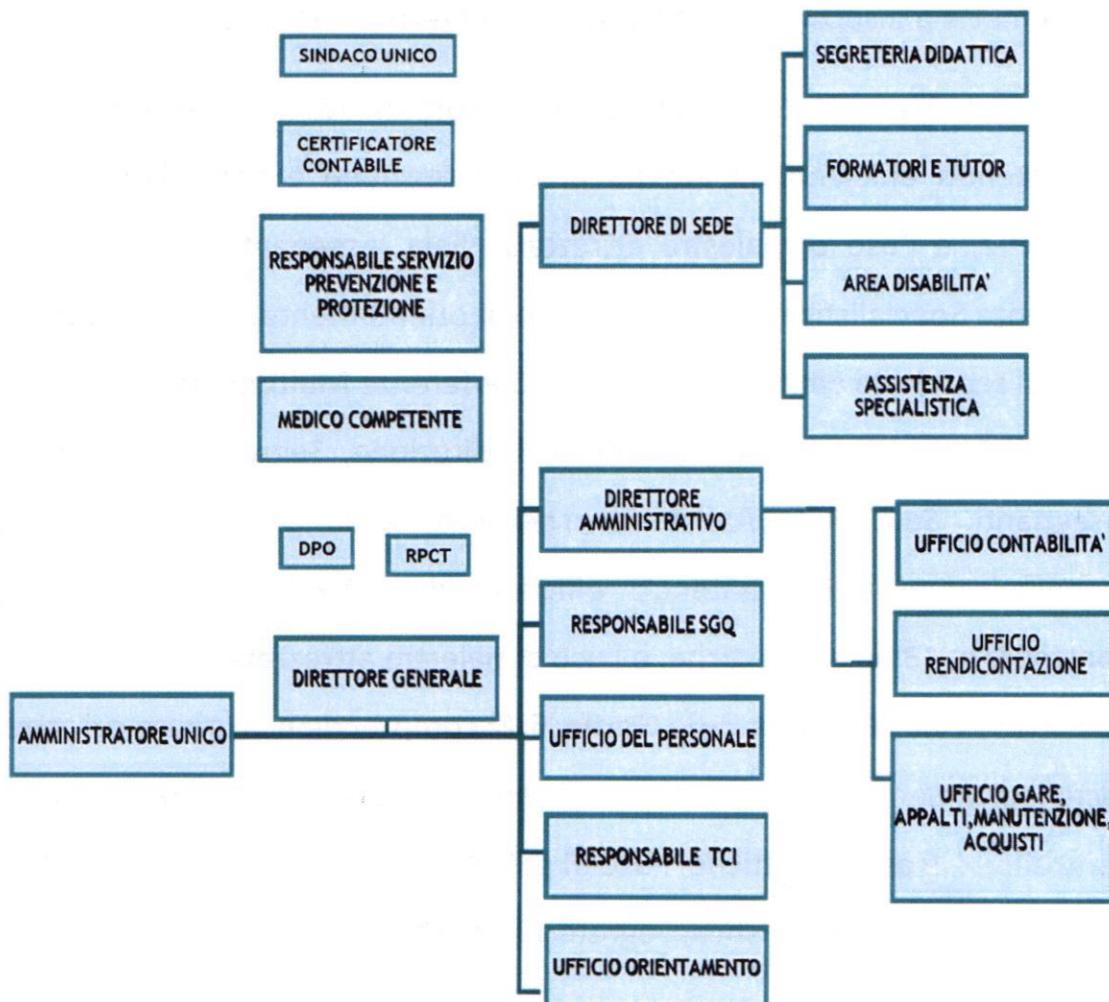 SINDACO UNICO
CERTIFICATORE
CONTABILE
RESPONSABILE SERVIZIO
PREVENZIONE E
PROTEZIONE
MEDICO COMPETENTE
DPO
RPCT
DIRETTORE GENERALE
AMMINISTRATORE UNICO
DIRETTORE DI SEDE
DIRETTORE
AMMINISTRATIVO
RESPONSABILE SGQ
UFFICIO DEL PERSONALE
RESPONSABILE TCI
UFFICIO ORIENTAMENTO
SEGRETERIA DIDATTICA
FORMATORI E TUTOR
AREA DISABILITA'
ASSISTENZA
SPECIALISTICA
UFFICIO CONTABILITA'
UFFICIO
RENDICONTAZIONE
UFFICIO GARE,
APPALTI,MANUTENZIONE,
ACQUISTI